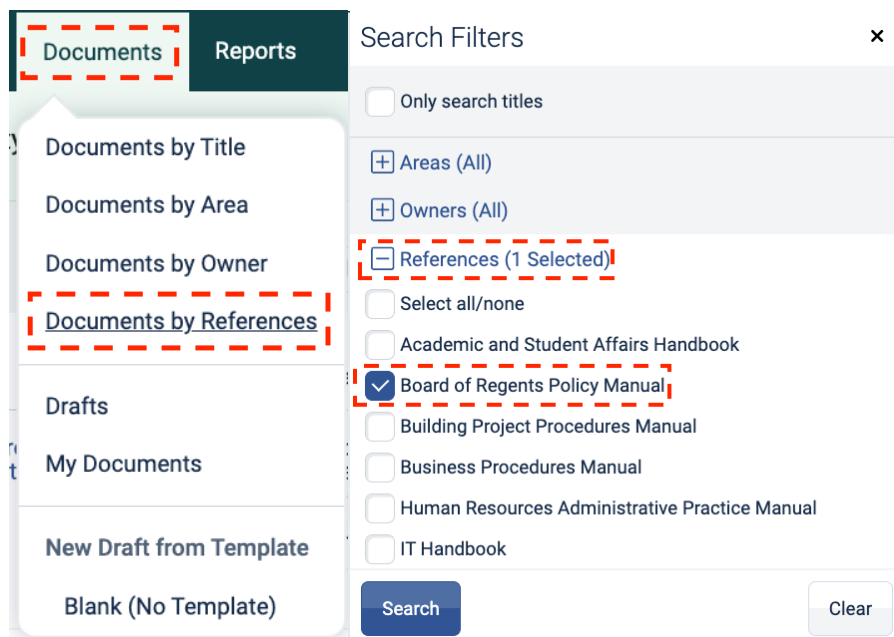 Documents
Reports
Documents by Title
Documents by Area
Documents by Owner
Documents by References
Drafts
My Documents
New Draft from Template
Blank (No Template)
Search Filters
Only search titles
Areas (All)
Owners (All)
References (1 Selected)
Select all/none
Academic and Student Affairs Handbook
Board of Regents Policy Manual
Building Project Procedures Manual
Business Procedures Manual
Human Resources Administrative Practice Manual
IT Handbook
Search
Clear